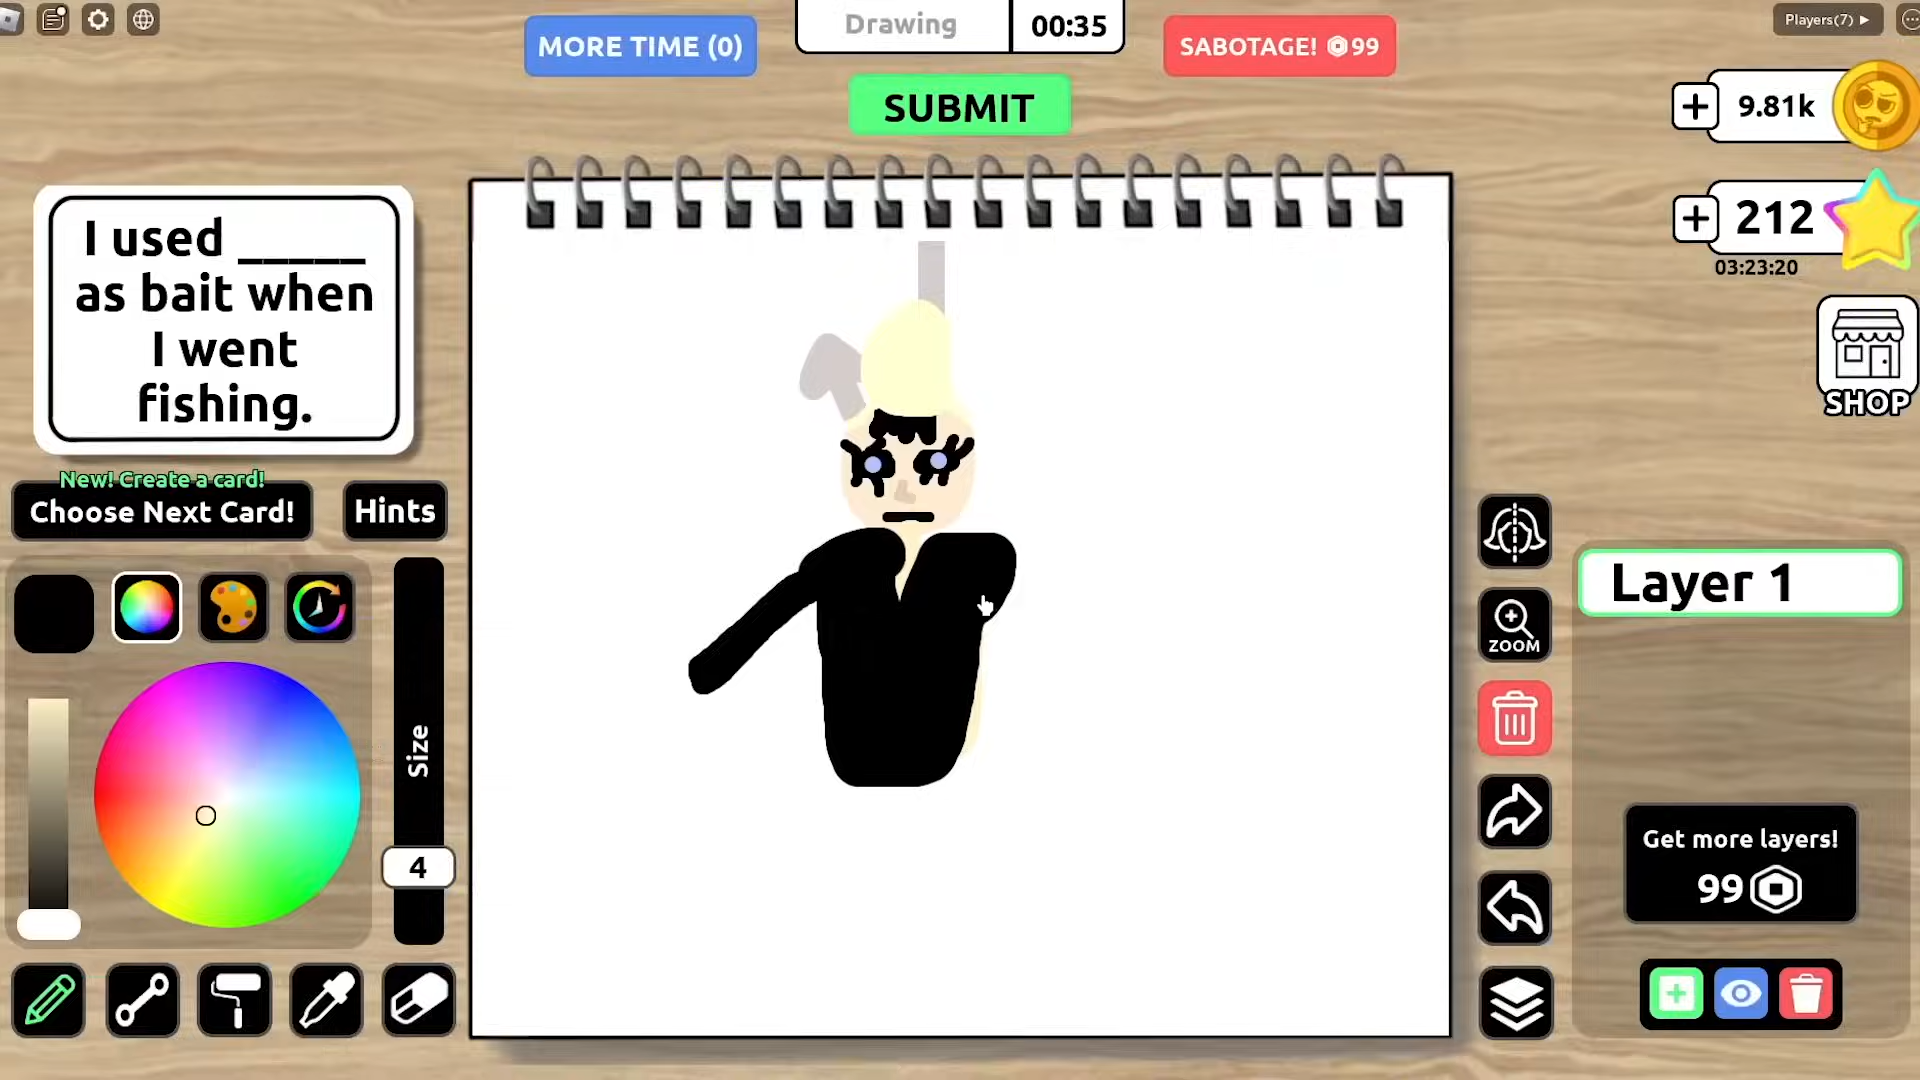 Players(7)
Drawing
00:35
MORE TIME (0)
SABOTAGE! 99
SUBMIT
9.81k
212
03:23:20
SHOP
I used _____
as bait when
I went
fishing.
New! Create a card!
Choose Next Card!
Hints
Size
4
ZOOM
Layer 1
Get more layers!
99